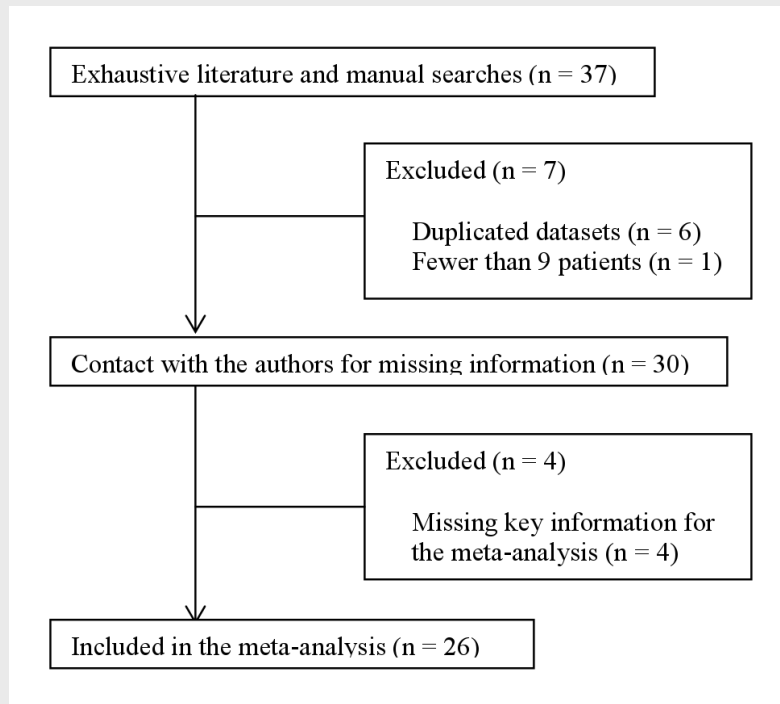 Exhaustive literature and manual searches (n = 37)
Excluded (n = 7)
Duplicated datasets (n = 6)
Fewer than 9 patients (n = 1)
Contact with the authors for missing information (n = 30)
Excluded (n = 4)
Missing key information for
the meta-analysis (n = 4)
Included in the meta-analysis (n = 26)